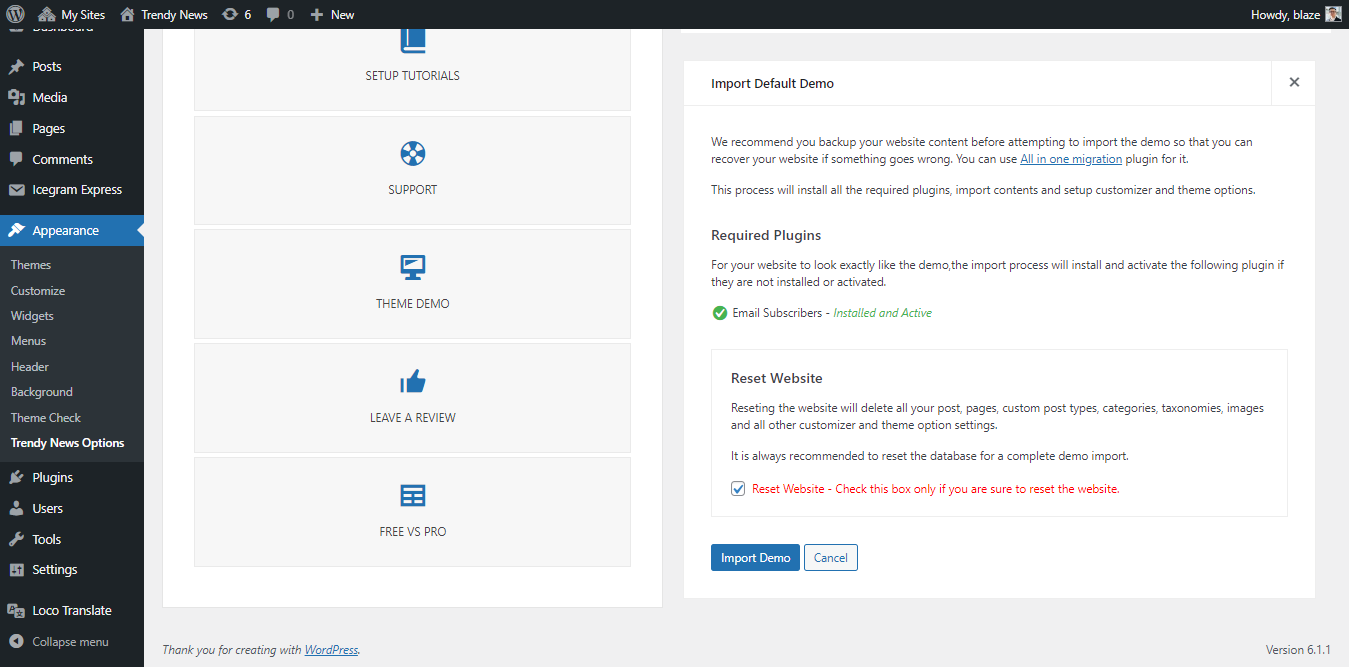 My Sites
Trendy News
6
0
New
Howdy, blaze
Dashboard
Posts
Media
Pages
Comments
Icegram Express
Appearance
Themes
Customize
Widgets
Menus
Header
Background
Theme Check
Trendy News Options
Plugins
Users
Tools
Settings
Loco Translate
Collapse menu
SETUP TUTORIALS
SUPPORT
THEME DEMO
LEAVE A REVIEW
FREE VS PRO
Import Default Demo
We recommend you backup your website content before attempting to import the demo so that you can
recover your website if something goes wrong. You can use All in one migration plugin for it.
This process will install all the required plugins, import contents and setup customizer and theme options.
Required Plugins
For your website to look exactly like the demo,the import process will install and activate the following plugin if
they are not installed or activated.
Email Subscribers - Installed and Active
Reset Website
Reseting the website will delete all your post, pages, custom post types, categories, taxonomies, images
and all other customizer and theme option settings.
It is always recommended to reset the database for a complete demo import.
Reset Website - Check this box only if you are sure to reset the website.
Import Demo
Cancel
Thank you for creating with WordPress.
Version 6.1.1